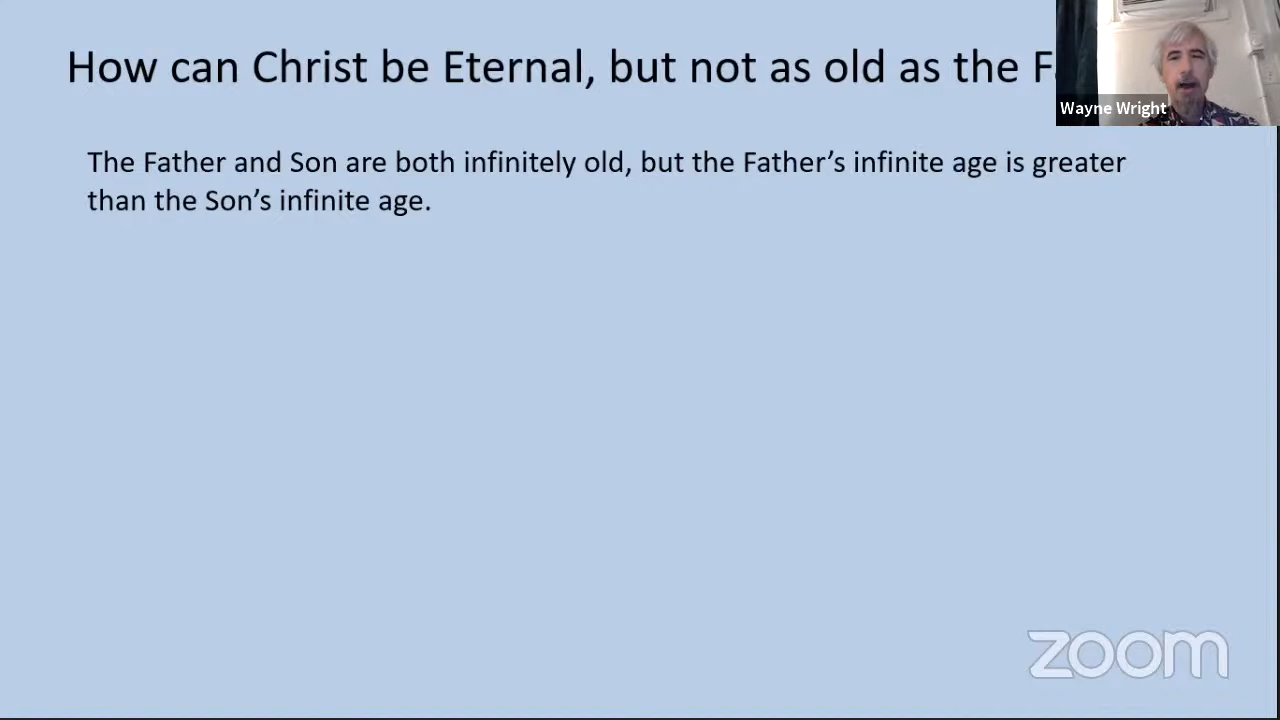 How can Christ be Eternal, but not as old as the
Wayne Wright
The Father and Son are both infinitely old, but the Father’s infinite age is greater
than the Son’s infinite age.
zoom